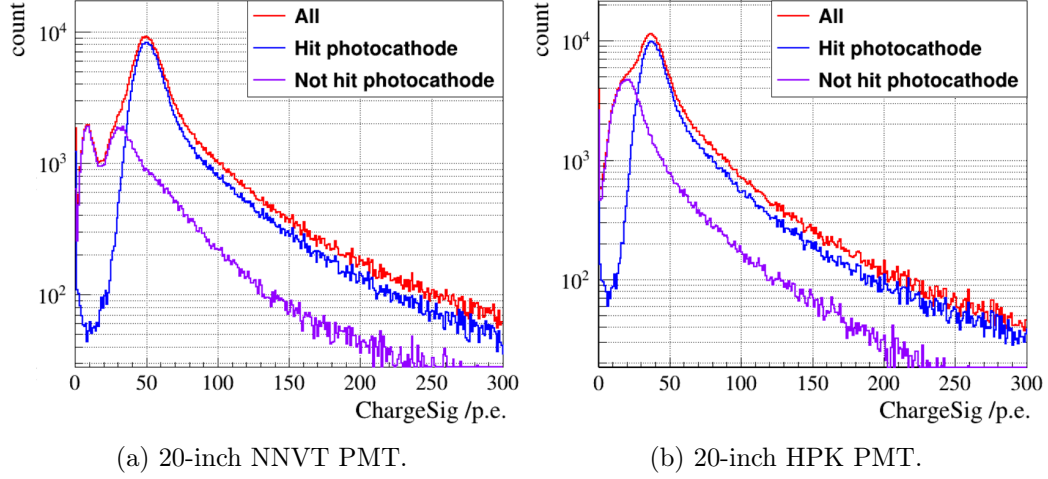 count
10^4
10^3
10^2
All
Hit photocathode
Not hit photocathode
0 50 100 150 200 250 300
ChargeSig /p.e.
(a) 20-inch NNVT PMT.
count
10^4
10^3
10^2
All
Hit photocathode
Not hit photocathode
0 50 100 150 200 250 300
ChargeSig /p.e.
(b) 20-inch HPK PMT.